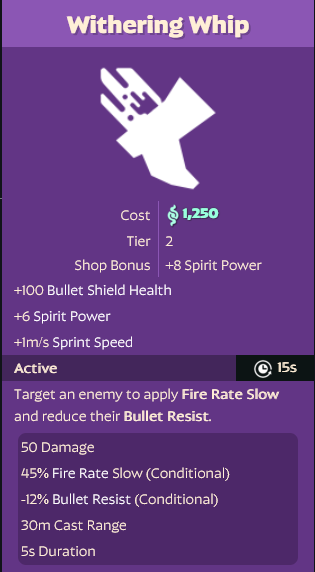 Withering Whip
Cost 1,250
Tier 2
Shop Bonus +8 Spirit Power
+100 Bullet Shield Health
+6 Spirit Power
+1m/s Sprint Speed
Active 15s
Target an enemy to apply Fire Rate Slow
and reduce their Bullet Resist.
50 Damage
45% Fire Rate Slow (Conditional)
-12% Bullet Resist (Conditional)
30m Cast Range
5s Duration